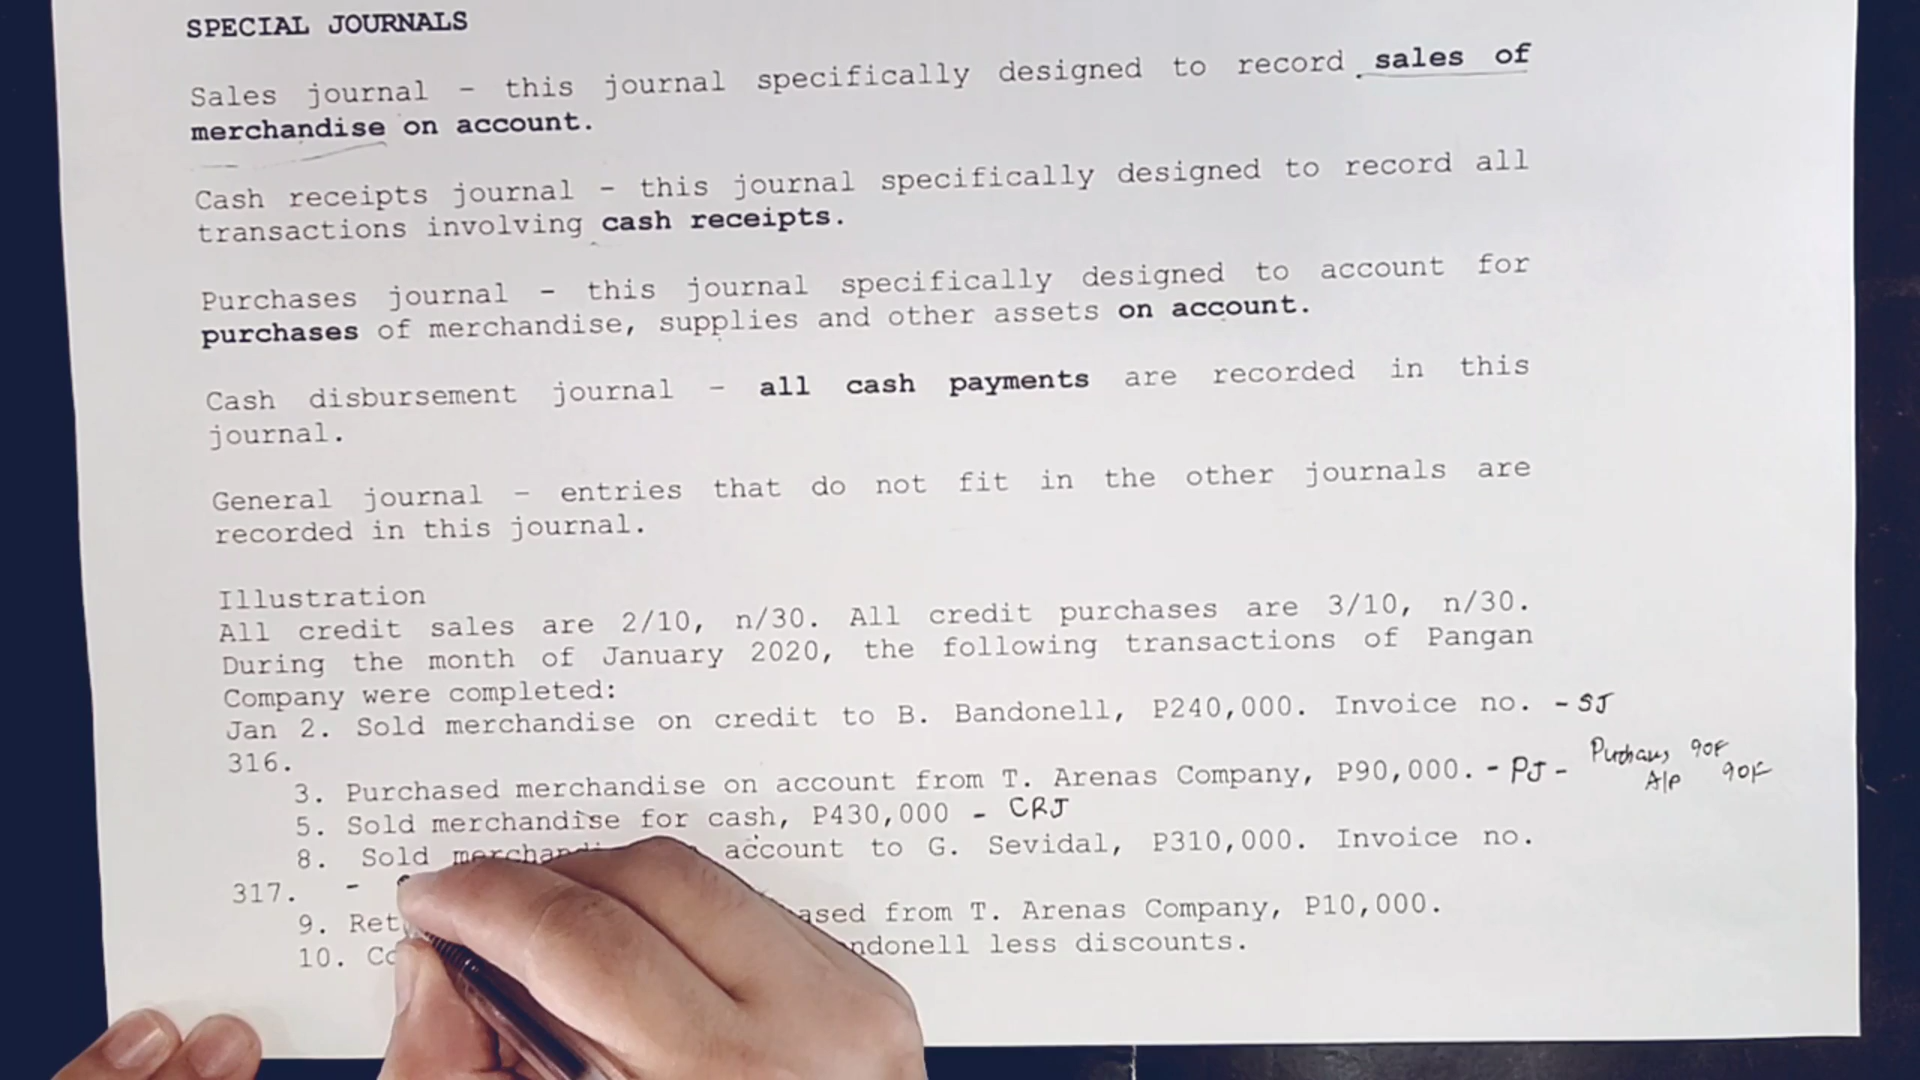 SPECIAL JOURNALS
Sales journal - this journal specifically designed to record sales of
merchandise on account.
Cash receipts journal - this journal specifically designed to record all
transactions involving cash receipts.
Purchases journal - this journal specifically designed to account for
purchases of merchandise, supplies and other assets on account.
Cash disbursement journal - all cash payments are recorded in this
journal.
General journal - entries that do not fit in the other journals are
recorded in this journal.
Illustration
All credit sales are 2/10, n/30. All credit purchases are 3/10, n/30.
During the month of January 2020, the following transactions of Pangan
Company were completed:
Jan 2. Sold merchandise on credit to B. Bandonell, P240,000. Invoice no. - SJ
316.
3. Purchased merchandise on account from T. Arenas Company, P90,000. - PJ -
90K
A/P 90K
5. Sold merchandise for cash, P430,000 - CRJ
8. Sold account to G. Sevidal, P310,000. Invoice no.
317. -
9. from T. Arenas Company, P10,000.
10. less discounts.